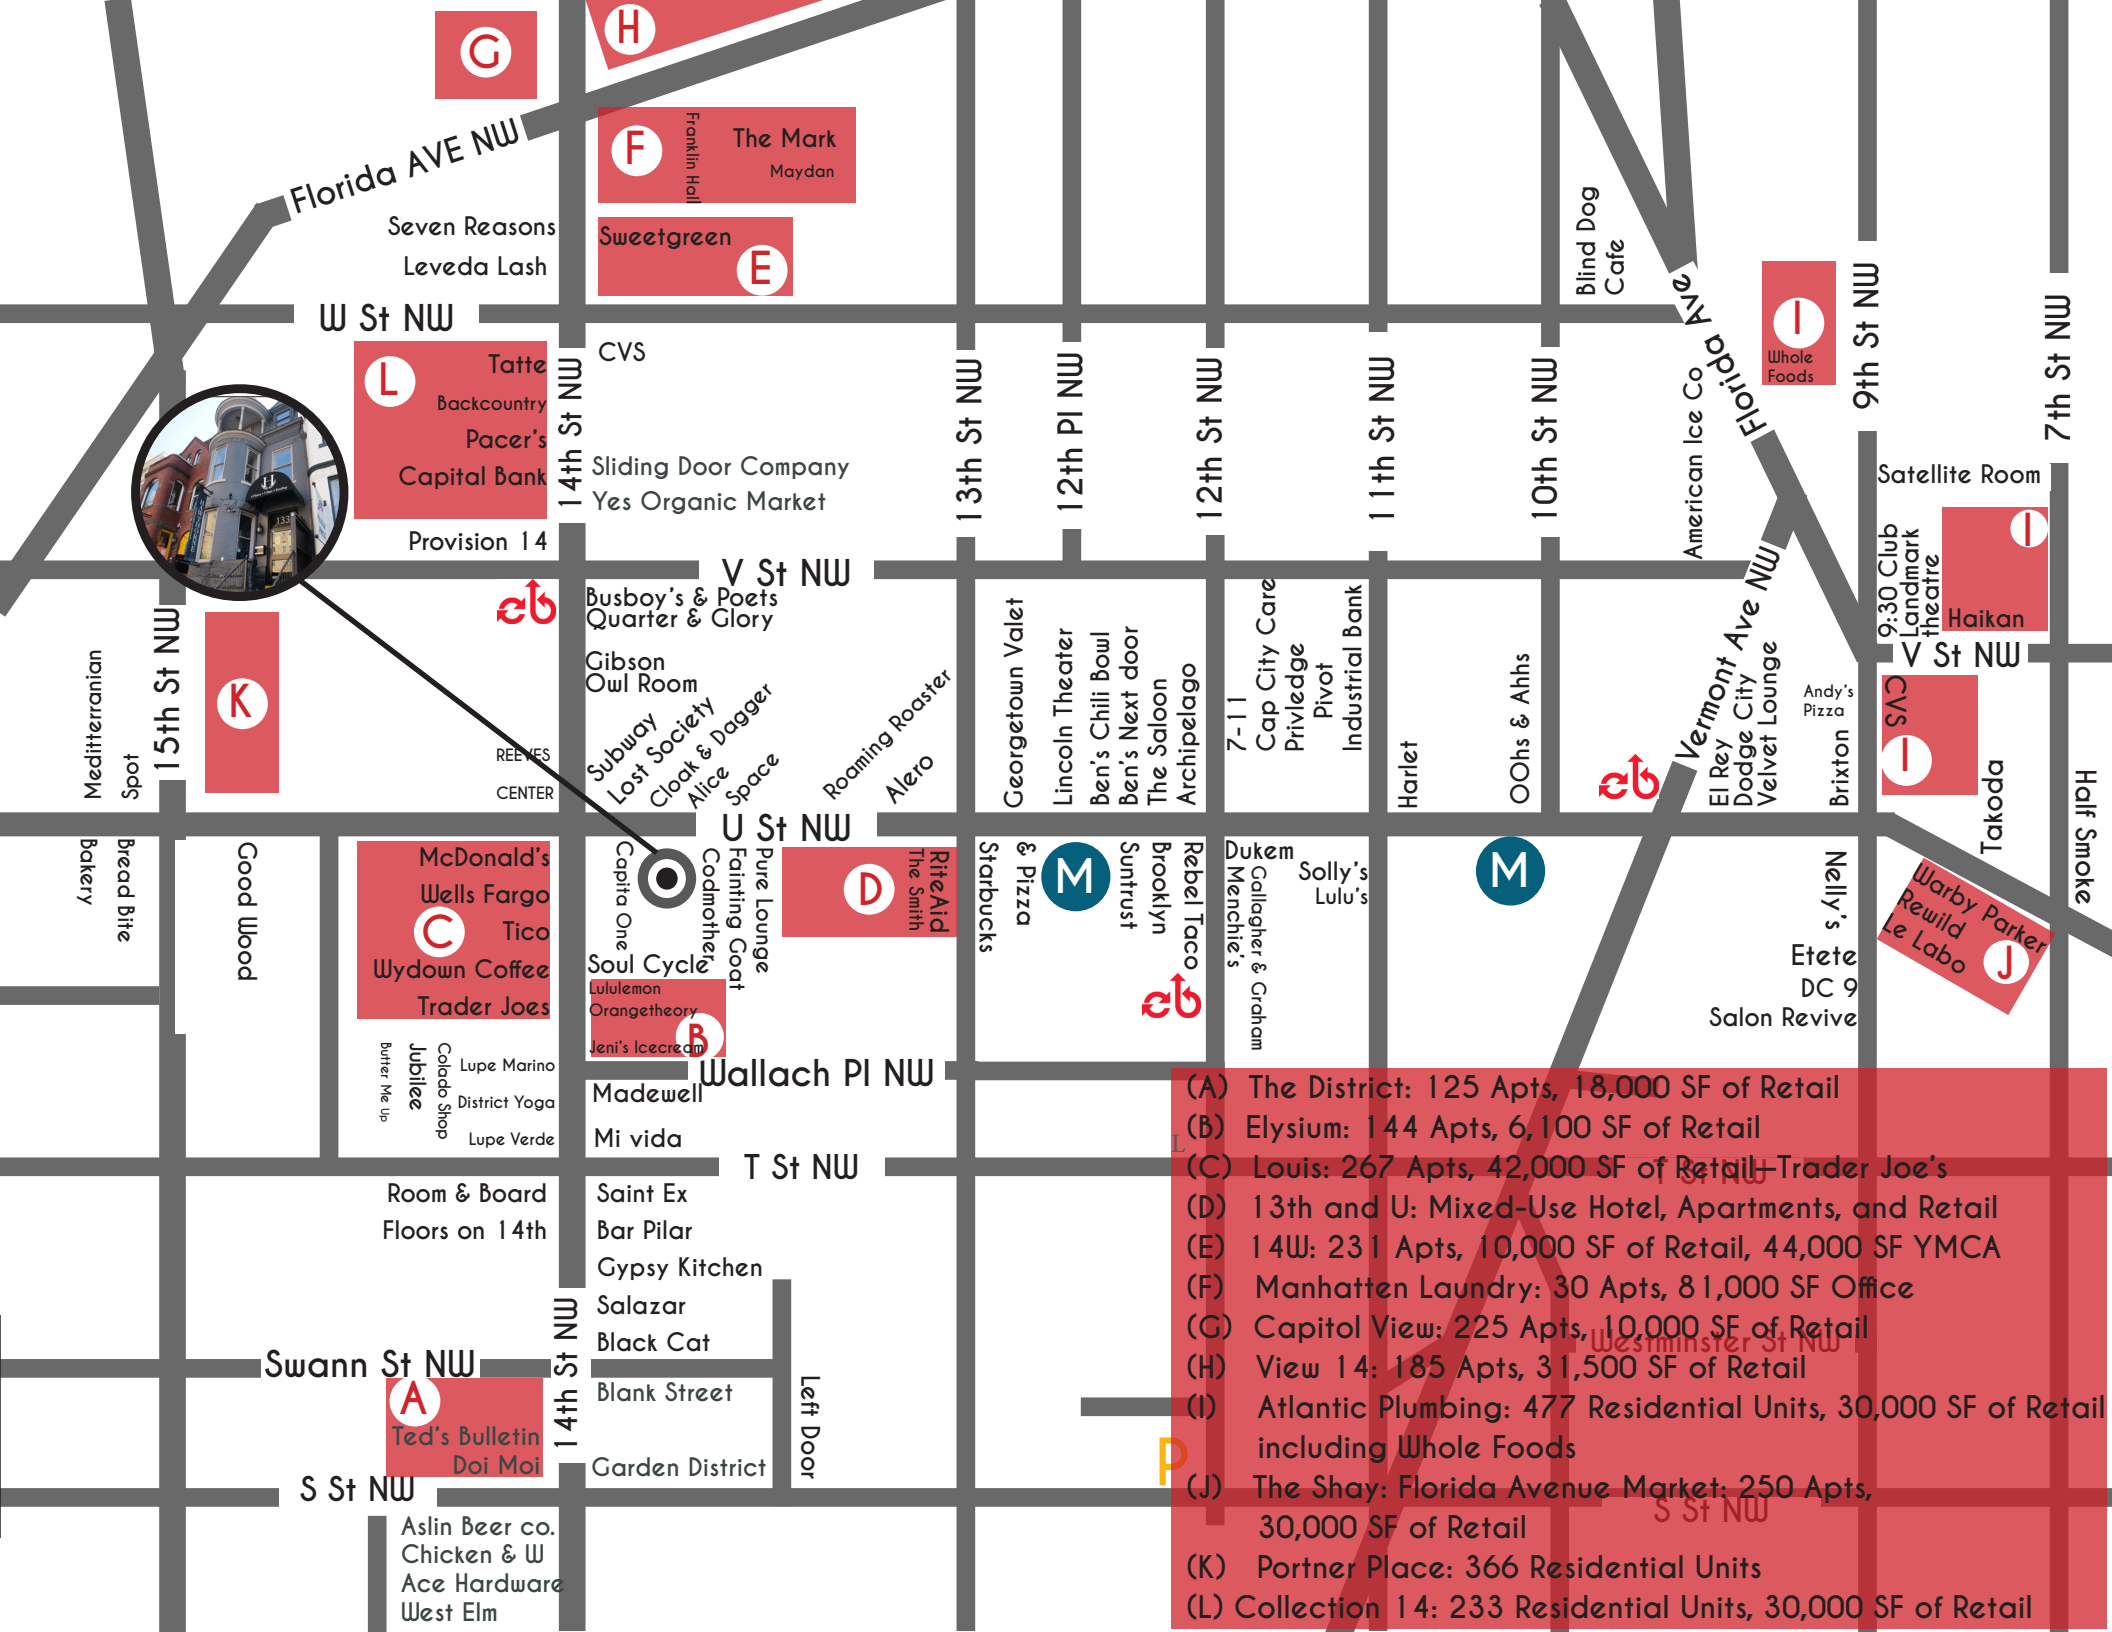 G
H
Florida AVE NW
F
Franklin Hall
The Mark
Maydan
Seven Reasons
Leveda Lash
Sweetgreen
E
Blind Dog
Cafe
W St NW
Florida Ave
I
Whole
Foods
9th St NW
7th St NW
L
Tatte
Backcountry
Pacer's
Capital Bank
14th St NW
CVS
Sliding Door Company
Yes Organic Market
13th St NW
12th Pl NW
12th St NW
11th St NW
10th St NW
American Ice Co
Satellite Room
H
133
Provision 14
V St NW
I
9:30 Club
Landmark
theatre
Haikan
V St NW
cb
Busboy's & Poets
Quarter & Glory
Gibson
Owl Room
15th St NW
K
Meditterranian
Spot
REEVES
CENTER
Subway
Lost Society
Cloak & Dagger
Alice
Space
Roaming Roaster
Alero
Georgetown Valet
Lincoln Theater
Ben's Chili Bowl
Ben's Next door
The Saloon
Archipelago
7-11
Cap City Care
Privledge
Pivot
Industrial Bank
Harlet
OOhs & Ahhs
cb
Vermont Ave NW
El Rey
Dodge City
Velvet Lounge
Andy's
Pizza
Brixton
CVS
I
Takoda
Half Smoke
U St NW
Bakery
Bread Bite
Good Wood
McDonald's
Wells Fargo
C
Tico
Wydown Coffee
Trader Joes
Capita One
Codmother
Fainting Goat
Pure Lounge
D
The Smith
RiteAid
Starbucks
& Pizza
M
Suntrust
Brooklyn
Rebel Taco
Dukem
Menchie's
Gallagher & Graham
Solly's
Lulu's
M
Nelly's
Etete
DC 9
Salon Revive
Warby Parker
Rewild
Le Labo
J
Soul Cycle
Lululemon
Orangetheory
B
Jeni's Icecream
cb
Butter Me Up
Jubilee
Colado Shop
Lupe Marino
District Yoga
Lupe Verde
Wallach Pl NW
Madewell
Mi vida
T St NW
L
T St NW
Room & Board
Floors on 14th
Saint Ex
Bar Pilar
Gypsy Kitchen
Salazar
Black Cat
14th St NW
Swann St NW
A
Ted's Bulletin
Doi Moi
Blank Street
Garden District
Left Door
P
Westminster St NW
S St NW
S St NW
Aslin Beer co.
Chicken & W
Ace Hardware
West Elm
(A) The District: 125 Apts, 18,000 SF of Retail
(B) Elysium: 144 Apts, 6,100 SF of Retail
(C) Louis: 267 Apts, 42,000 SF of Retail—Trader Joe's
(D) 13th and U: Mixed-Use Hotel, Apartments, and Retail
(E) 14W: 231 Apts, 10,000 SF of Retail, 44,000 SF YMCA
(F) Manhatten Laundry: 30 Apts, 81,000 SF Office
(G) Capitol View: 225 Apts, 10,000 SF of Retail
(H) View 14: 185 Apts, 31,500 SF of Retail
(I) Atlantic Plumbing: 477 Residential Units, 30,000 SF of Retail
including Whole Foods
(J) The Shay: Florida Avenue Market: 250 Apts,
30,000 SF of Retail
(K) Portner Place: 366 Residential Units
(L) Collection 14: 233 Residential Units, 30,000 SF of Retail